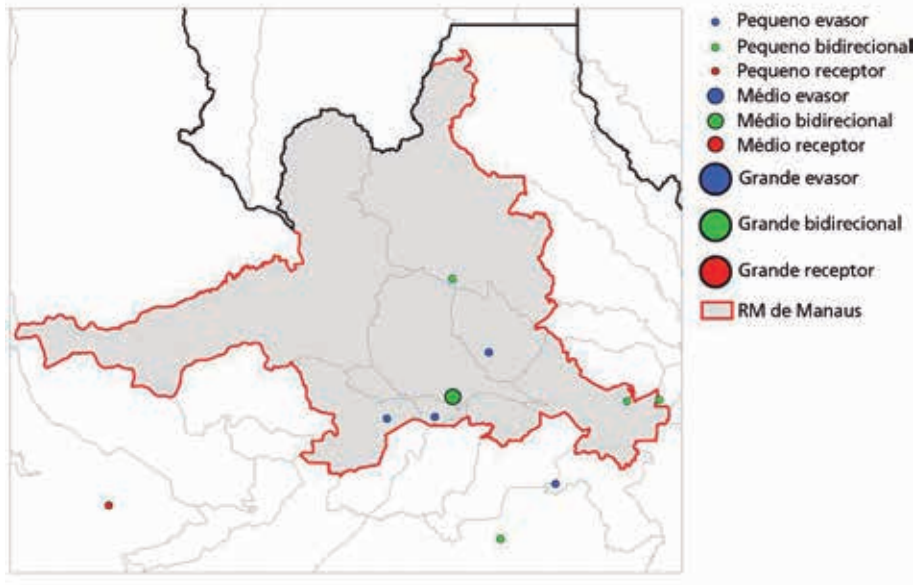 Pequeno evasor
Pequeno bidirecional
Pequeno receptor
Médio evasor
Médio bidirecional
Médio receptor
Grande evasor
Grande bidirecional
Grande receptor
RM de Manaus